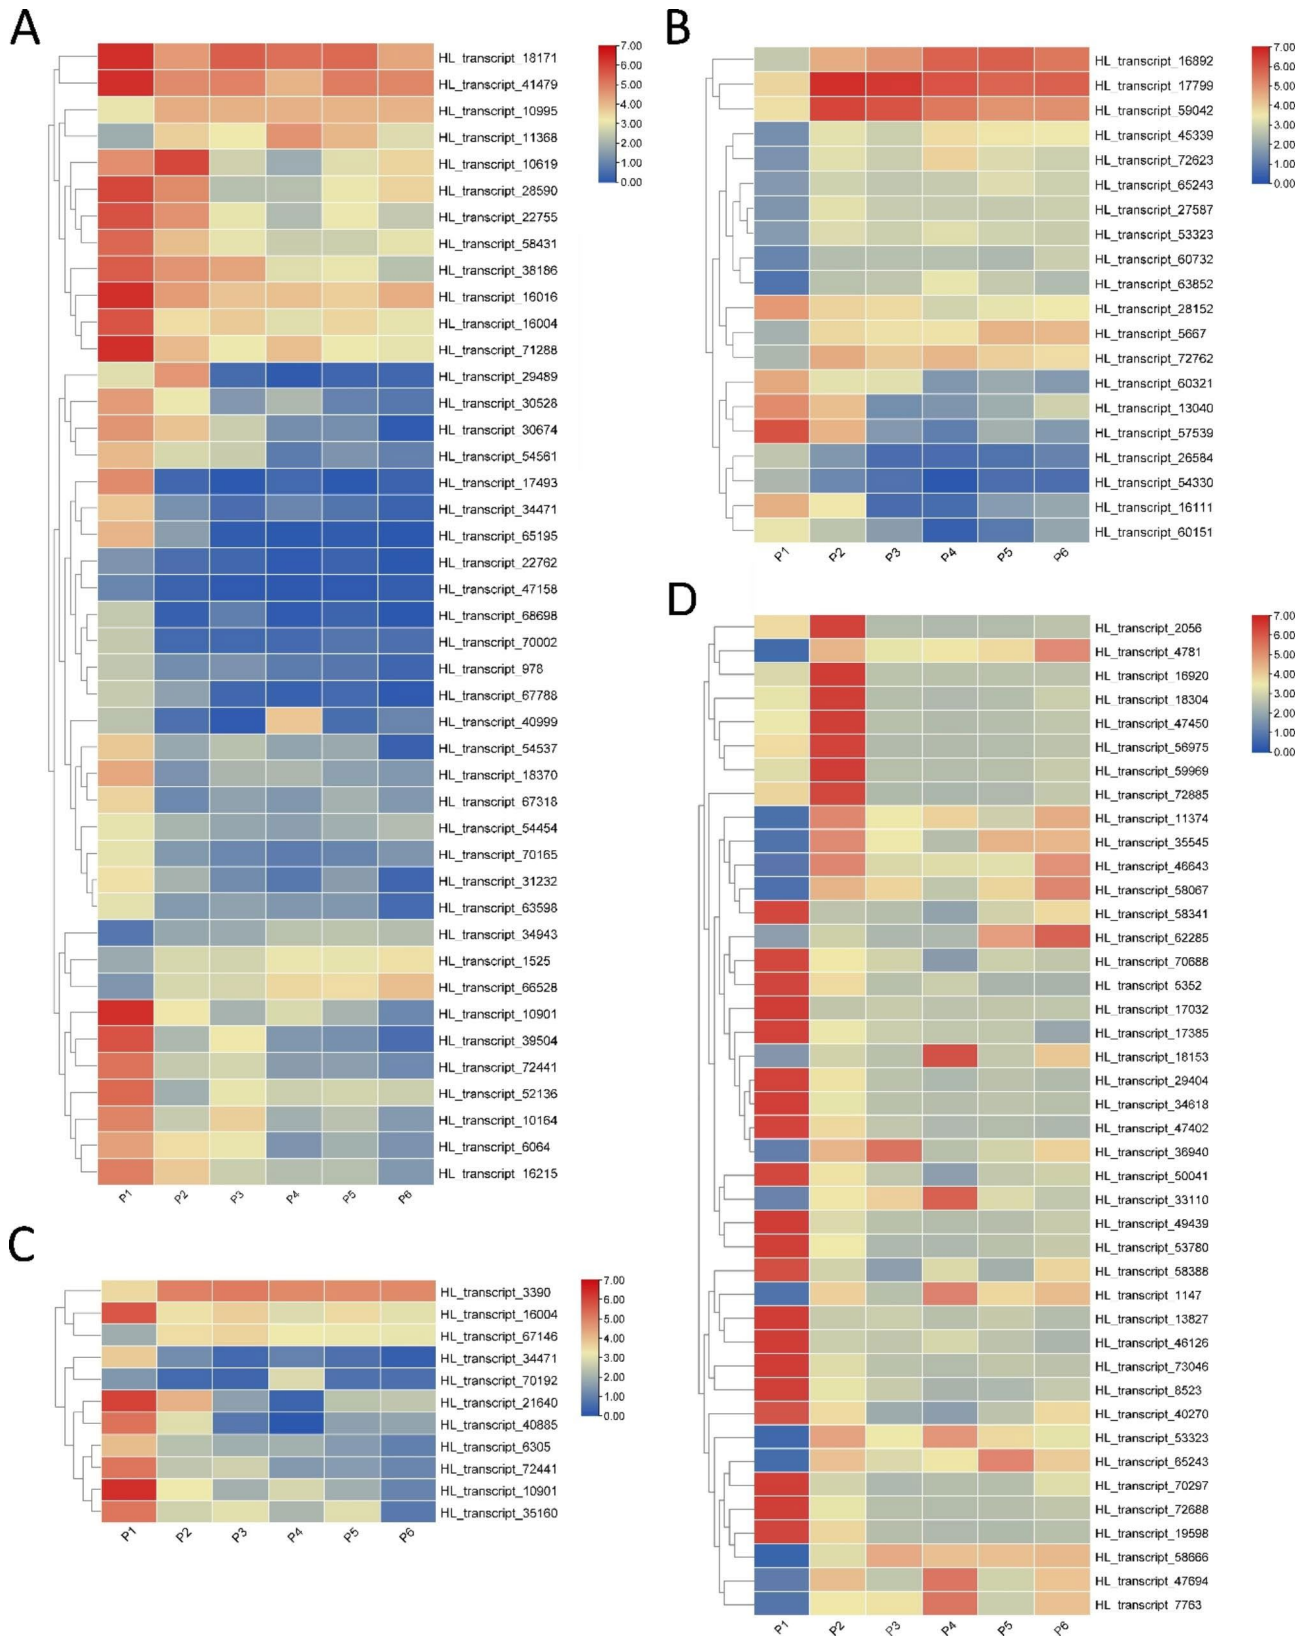 A
7.00
6.00
5.00
4.00
3.00
2.00
1.00
0.00
HL_transcript_18171
HL_transcript_41479
HL_transcript_10995
HL_transcript_11368
HL_transcript_10619
HL_transcript_28590
HL_transcript_22755
HL_transcript_58431
HL_transcript_38186
HL_transcript_16016
HL_transcript_16004
HL_transcript_71288
HL_transcript_29489
HL_transcript_30528
HL_transcript_30674
HL_transcript_54561
HL_transcript_17493
HL_transcript_34471
HL_transcript_65195
HL_transcript_22762
HL_transcript_47158
HL_transcript_68698
HL_transcript_70002
HL_transcript_978
HL_transcript_67788
HL_transcript_40999
HL_transcript_54537
HL_transcript_18370
HL_transcript_67318
HL_transcript_54454
HL_transcript_70165
HL_transcript_31232
HL_transcript_63598
HL_transcript_34943
HL_transcript_1525
HL_transcript_66528
HL_transcript_10901
HL_transcript_39504
HL_transcript_72441
HL_transcript_52136
HL_transcript_10164
HL_transcript_6064
HL_transcript_16215
P1 P2 P3 P4 P5 P6
B
7.00
6.00
5.00
4.00
3.00
2.00
1.00
0.00
HL_transcript_16892
HL_transcript_17799
HL_transcript_59042
HL_transcript_45339
HL_transcript_72623
HL_transcript_65243
HL_transcript_27587
HL_transcript_53323
HL_transcript_60732
HL_transcript_63852
HL_transcript_28152
HL_transcript_5667
HL_transcript_72762
HL_transcript_60321
HL_transcript_13040
HL_transcript_57539
HL_transcript_26584
HL_transcript_54330
HL_transcript_16111
HL_transcript_60151
P1 P2 P3 P4 P5 P6
C
7.00
6.00
5.00
4.00
3.00
2.00
1.00
0.00
HL_transcript_3390
HL_transcript_16004
HL_transcript_67146
HL_transcript_34471
HL_transcript_70192
HL_transcript_21640
HL_transcript_40885
HL_transcript_6305
HL_transcript_72441
HL_transcript_10901
HL_transcript_35160
P1 P2 P3 P4 P5 P6
D
7.00
6.00
5.00
4.00
3.00
2.00
1.00
0.00
HL_transcript_2056
HL_transcript_4781
HL_transcript_16920
HL_transcript_18304
HL_transcript_47450
HL_transcript_56975
HL_transcript_59969
HL_transcript_72885
HL_transcript_11374
HL_transcript_35545
HL_transcript_46643
HL_transcript_58067
HL_transcript_58341
HL_transcript_62285
HL_transcript_70688
HL_transcript_5352
HL_transcript_17032
HL_transcript_17385
HL_transcript_18153
HL_transcript_29404
HL_transcript_34618
HL_transcript_47402
HL_transcript_36940
HL_transcript_50041
HL_transcript_33110
HL_transcript_49439
HL_transcript_53780
HL_transcript_58388
HL_transcript_1147
HL_transcript_13827
HL_transcript_46126
HL_transcript_73046
HL_transcript_8523
HL_transcript_40270
HL_transcript_53323
HL_transcript_65243
HL_transcript_70297
HL_transcript_72688
HL_transcript_19598
HL_transcript_58666
HL_transcript_47694
HL_transcript_7763
P1 P2 P3 P4 P5 P6